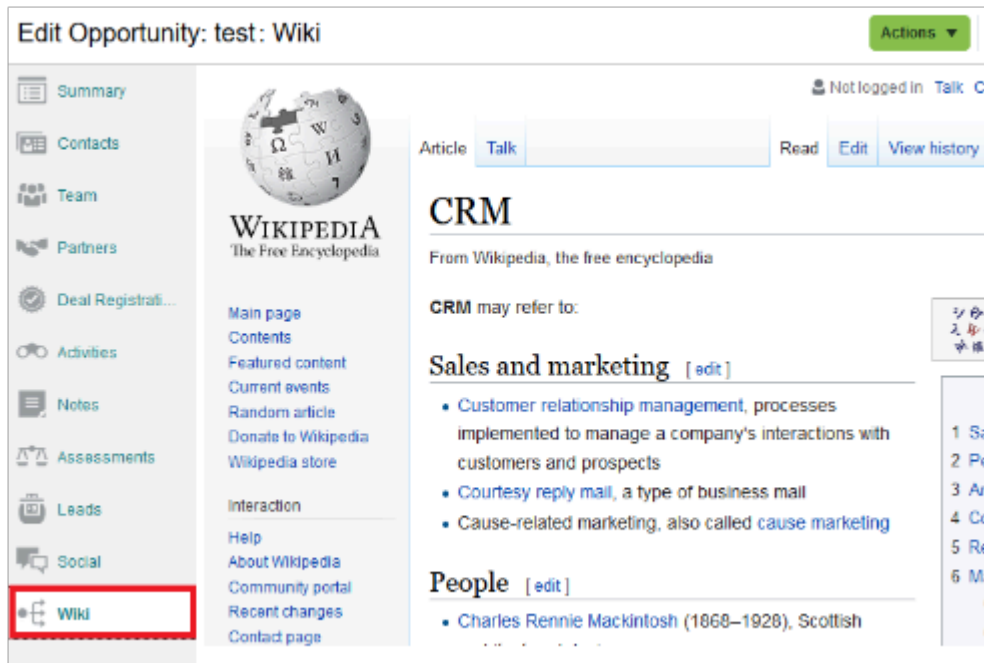 Edit Opportunity: test: Wiki
Actions
Summary
Contacts
Team
Partners
Deal Registrati...
Activities
Notes
Assessments
Leads
Social
Wiki
WIKIPEDIA
The Free Encyclopedia
Main page
Contents
Featured content
Current events
Random article
Donate to Wikipedia
Wikipedia store
Interaction
Help
About Wikipedia
Community portal
Recent changes
Contact page
Not logged in Talk C
Article Talk Read Edit View history
CRM
From Wikipedia, the free encyclopedia
CRM may refer to:
Sales and marketing [ edit ]
• Customer relationship management, processes
implemented to manage a company's interactions with
customers and prospects
• Courtesy reply mail, a type of business mail
• Cause-related marketing, also called cause marketing
People [ edit ]
• Charles Rennie Mackintosh (1868–1928), Scottish
1 Sa
2 Pe
3 Ar
4 Co
5 Re
6 M